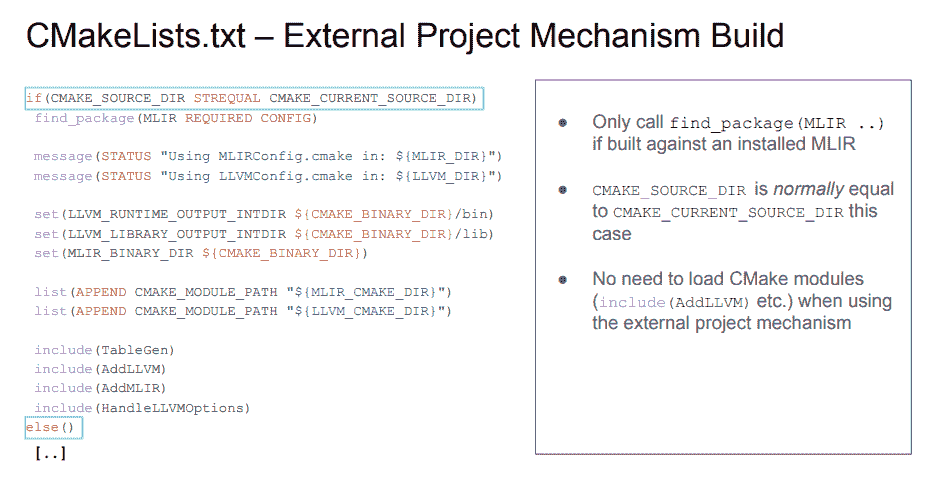 CMakeLists.txt – External Project Mechanism Build
if(CMAKE_SOURCE_DIR STREQUAL CMAKE_CURRENT_SOURCE_DIR)
find_package(MLIR REQUIRED CONFIG)
message(STATUS "Using MLIRConfig.cmake in: ${MLIR_DIR}")
message(STATUS "Using LLVMConfig.cmake in: ${LLVM_DIR}")
set(LLVM_RUNTIME_OUTPUT_INTDIR ${CMAKE_BINARY_DIR}/bin)
set(LLVM_LIBRARY_OUTPUT_INTDIR ${CMAKE_BINARY_DIR}/lib)
set(MLIR_BINARY_DIR ${CMAKE_BINARY_DIR})
list(APPEND CMAKE_MODULE_PATH "${MLIR_CMAKE_DIR}")
list(APPEND CMAKE_MODULE_PATH "${LLVM_CMAKE_DIR}")
include(TableGen)
include(AddLLVM)
include(AddMLIR)
include(HandleLLVMOptions)
else()
[..]
● Only call find_package(MLIR ..)
if built against an installed MLIR
● CMAKE_SOURCE_DIR is normally equal
to CMAKE_CURRENT_SOURCE_DIR this
case
● No need to load CMake modules
(include(AddLLVM) etc.) when using
the external project mechanism